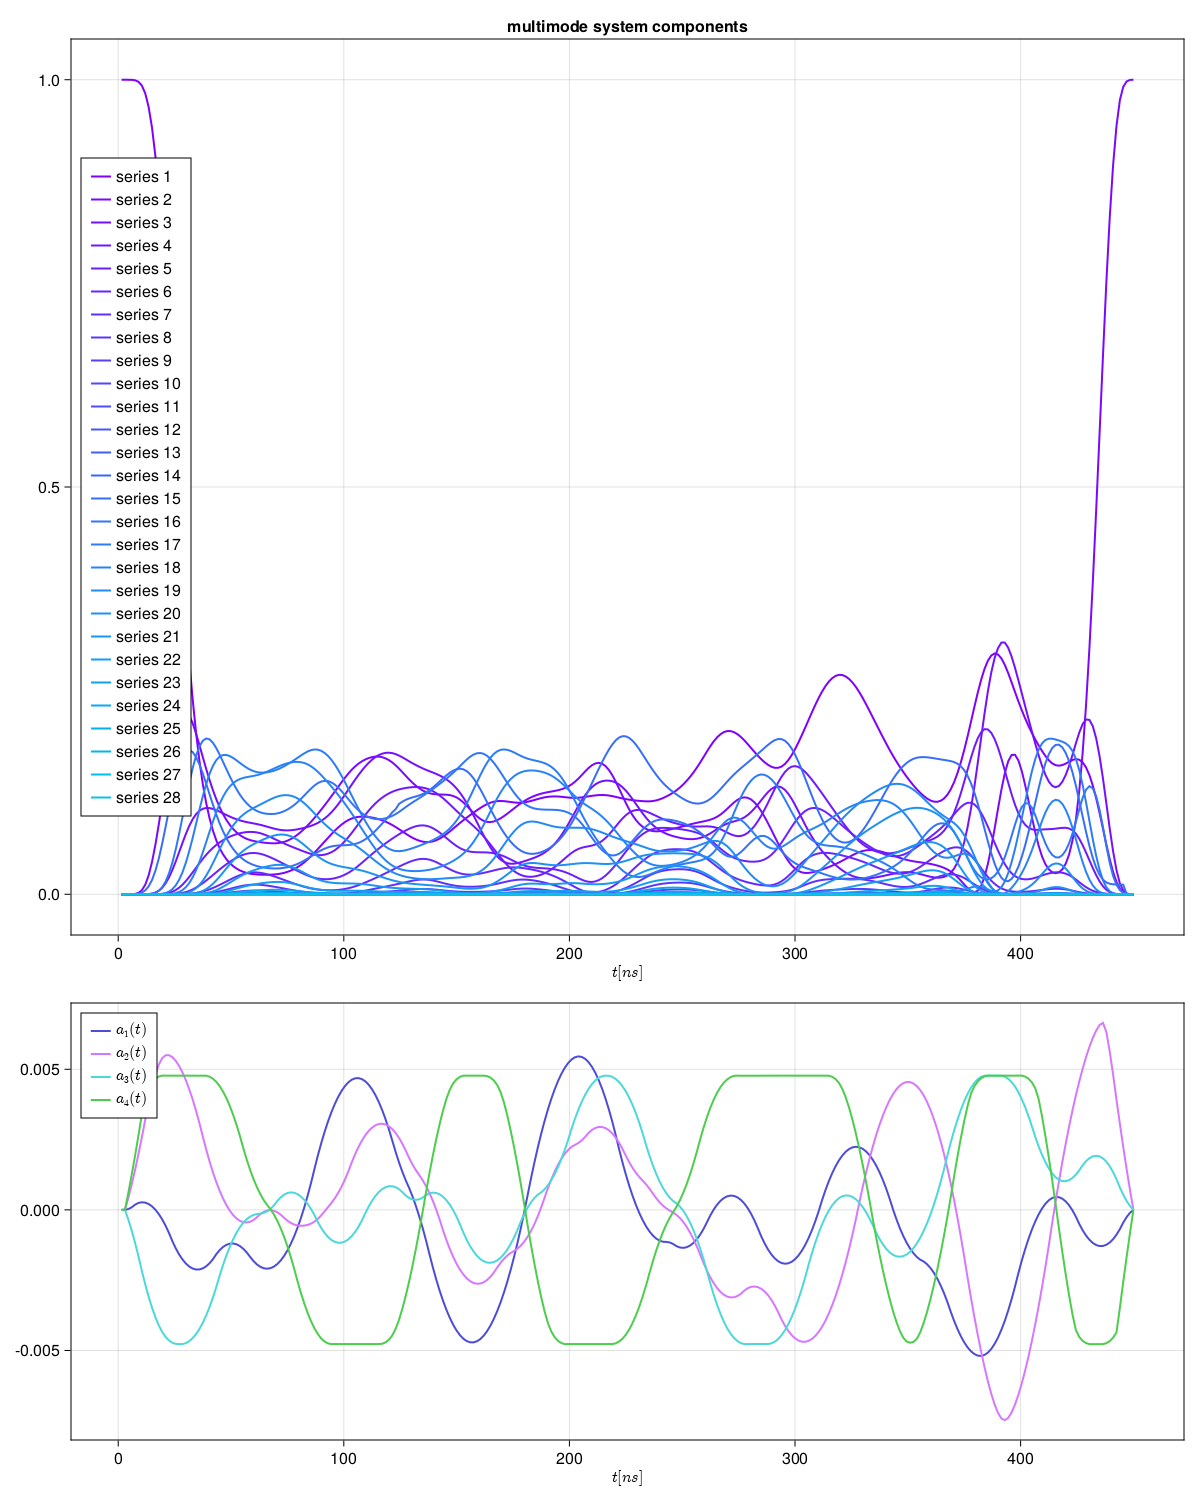 multimode system components
1.0
0.5
0.0
series 1
series 2
series 3
series 4
series 5
series 6
series 7
series 8
series 9
series 10
series 11
series 12
series 13
series 14
series 15
series 16
series 17
series 18
series 19
series 20
series 21
series 22
series 23
series 24
series 25
series 26
series 27
series 28
0 100 200 300 400
t[ns]
0.005
0.000
-0.005
a₁(t)
a₂(t)
a₃(t)
a₄(t)
0 100 200 300 400
t[ns]